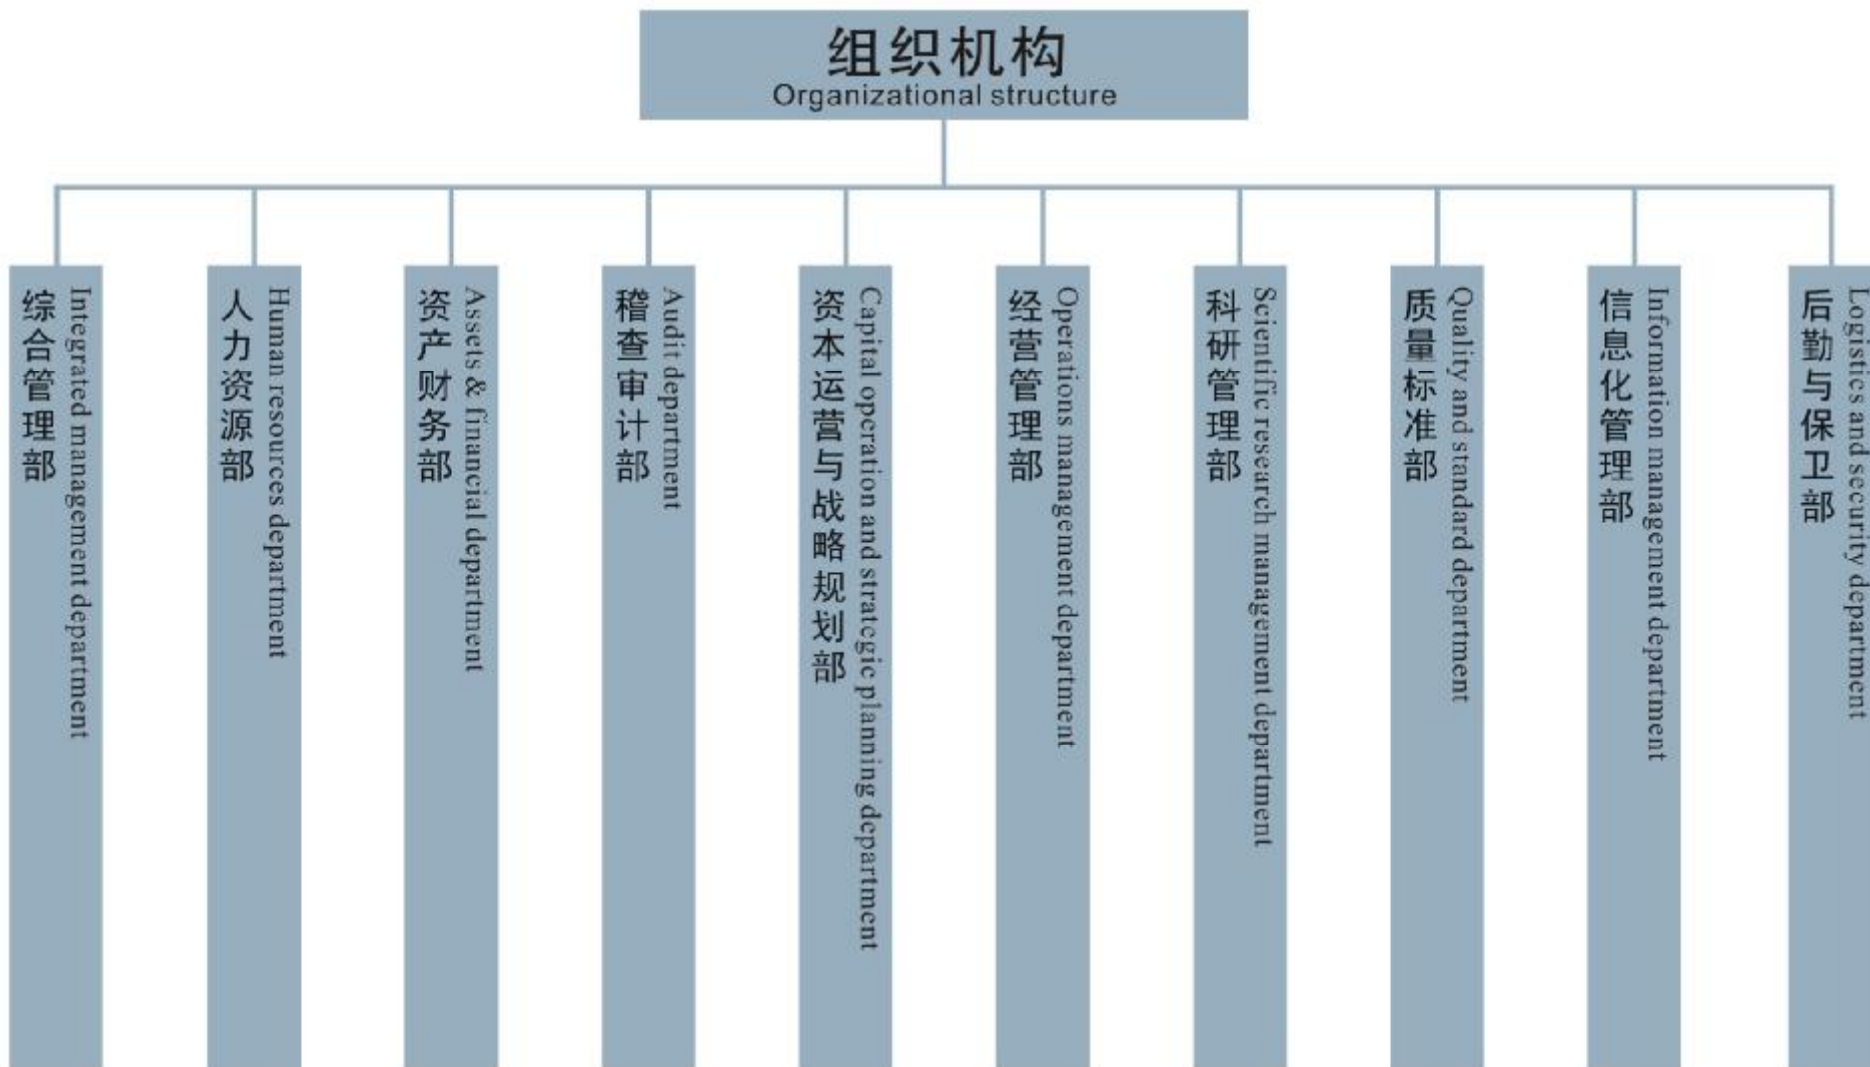 组织机构
Organizational structure
综合管理部
Integrated management department
人力资源部
Human resources department
资产财务部
Assets & financial department
稽查审计部
Audit department
资本运营与战略规划部
Capital operation and strategic planning department
经营管理部
Operations management department
科研管理部
Scientific research management department
质量标准部
Quality and standard department
信息化管理部
Information management department
后勤与保卫部
Logistics and security department